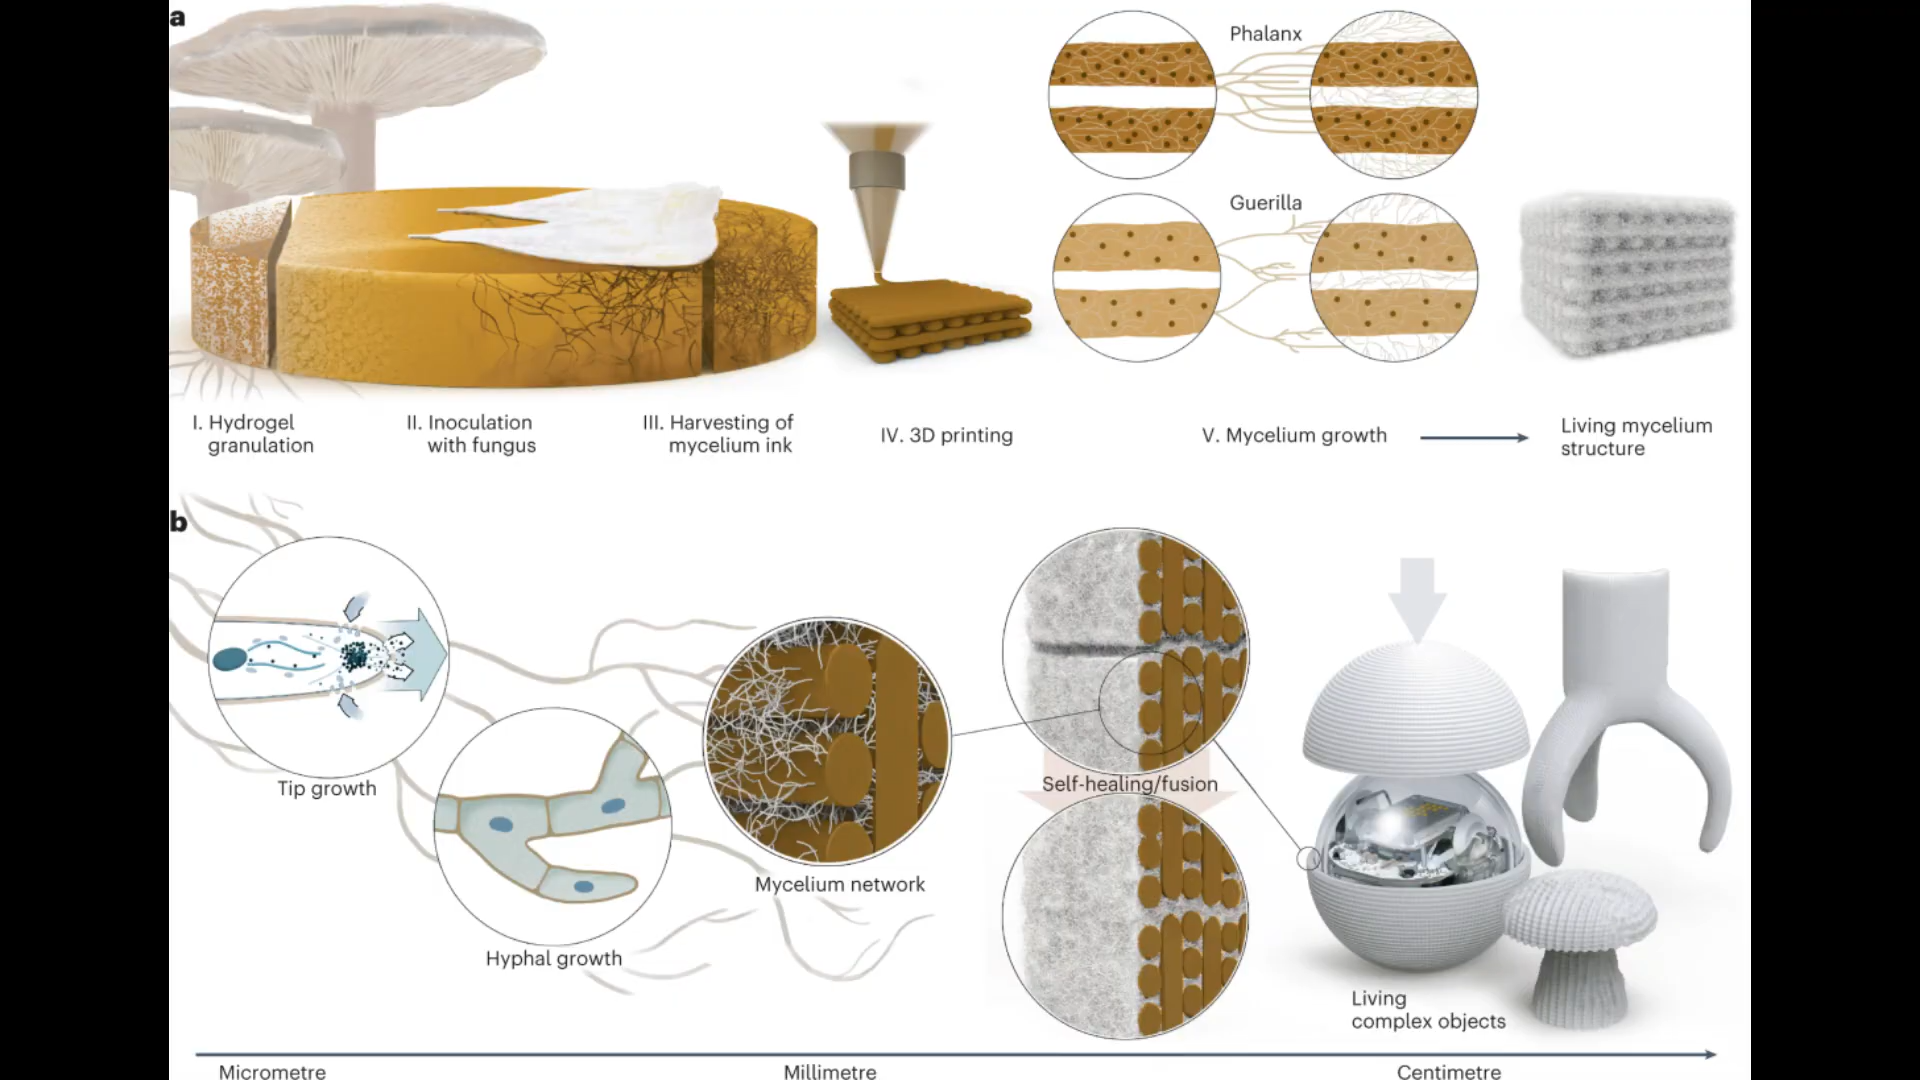 a
Phalanx
Guerilla
I. Hydrogel
granulation
II. Inoculation
with fungus
III. Harvesting of
mycelium ink
IV. 3D printing
V. Mycelium growth
Living mycelium
structure
b
Tip growth
Hyphal growth
Mycelium network
Self-healing/fusion
Living
complex objects
Micrometre
Millimetre
Centimetre